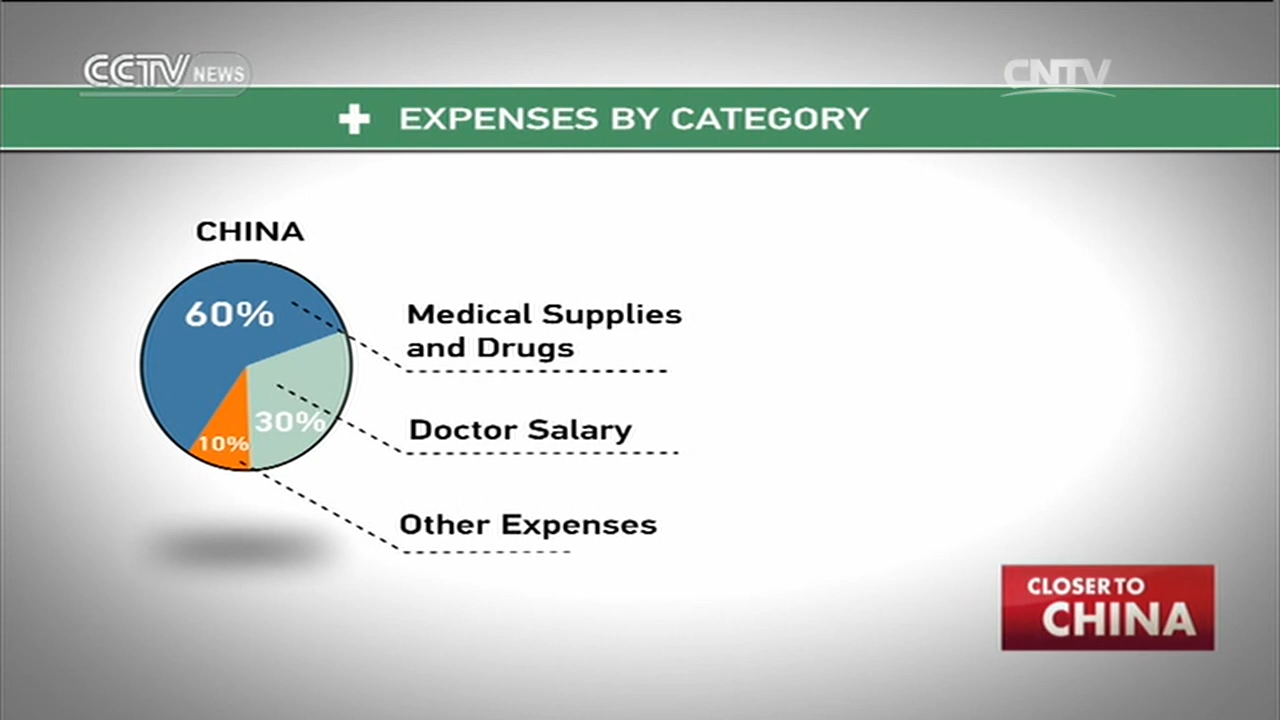 CCTV NEWS
CNTV
EXPENSES BY CATEGORY
CHINA
60%
Medical Supplies
and Drugs
30%
Doctor Salary
10%
Other Expenses
CLOSER TO
CHINA